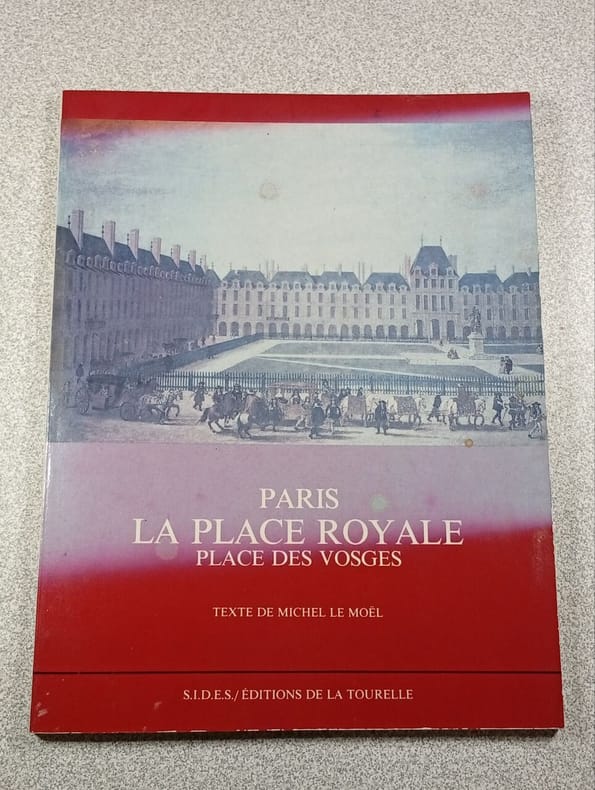 PARIS
LA PLACE ROYALE
PLACE DES VOSGES
TEXTE DE MICHEL LE MOËL
S.I.D.E.S./ÉDITIONS DE LA TOURELLE